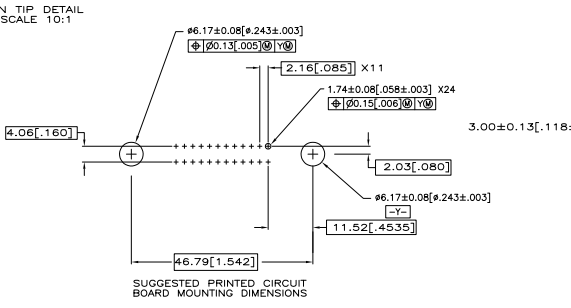 N TIP DETAIL
SCALE 10:1
ø6.17±0.08[ø.243±.003]
⌖ Ø0.13[.005]Ⓜ YⓂ
2.16[.085] X11
1.74±0.08[.058±.003] X24
⌖ Ø0.15[.006]Ⓜ YⓂ
4.06[.160]
3.00±0.13[.118:
2.03[.080]
ø6.17±0.08[ø.243±.003]
-Y-
11.52[.4535]
46.79[1.542]
SUGGESTED PRINTED CIRCUIT
BOARD MOUNTING DIMENSIONS